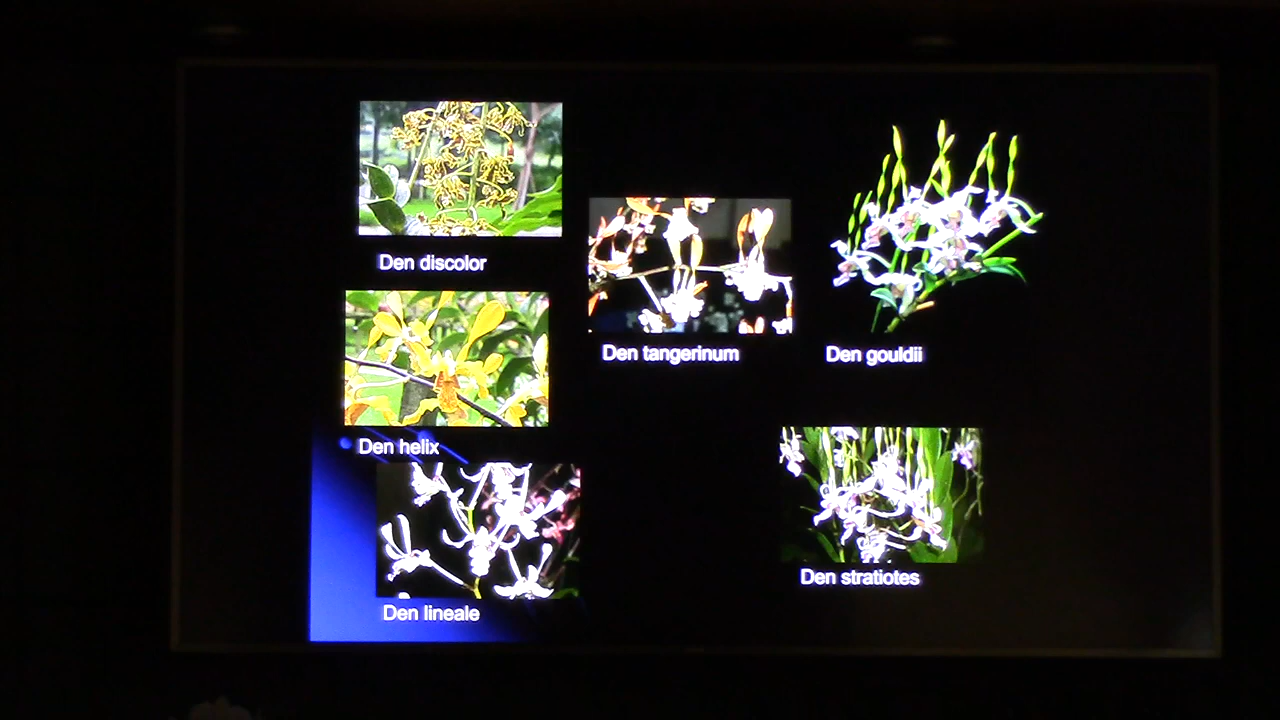 Den discolor
Den tangerinum
Den gouldii
Den helix
Den stratiotes
Den lineale